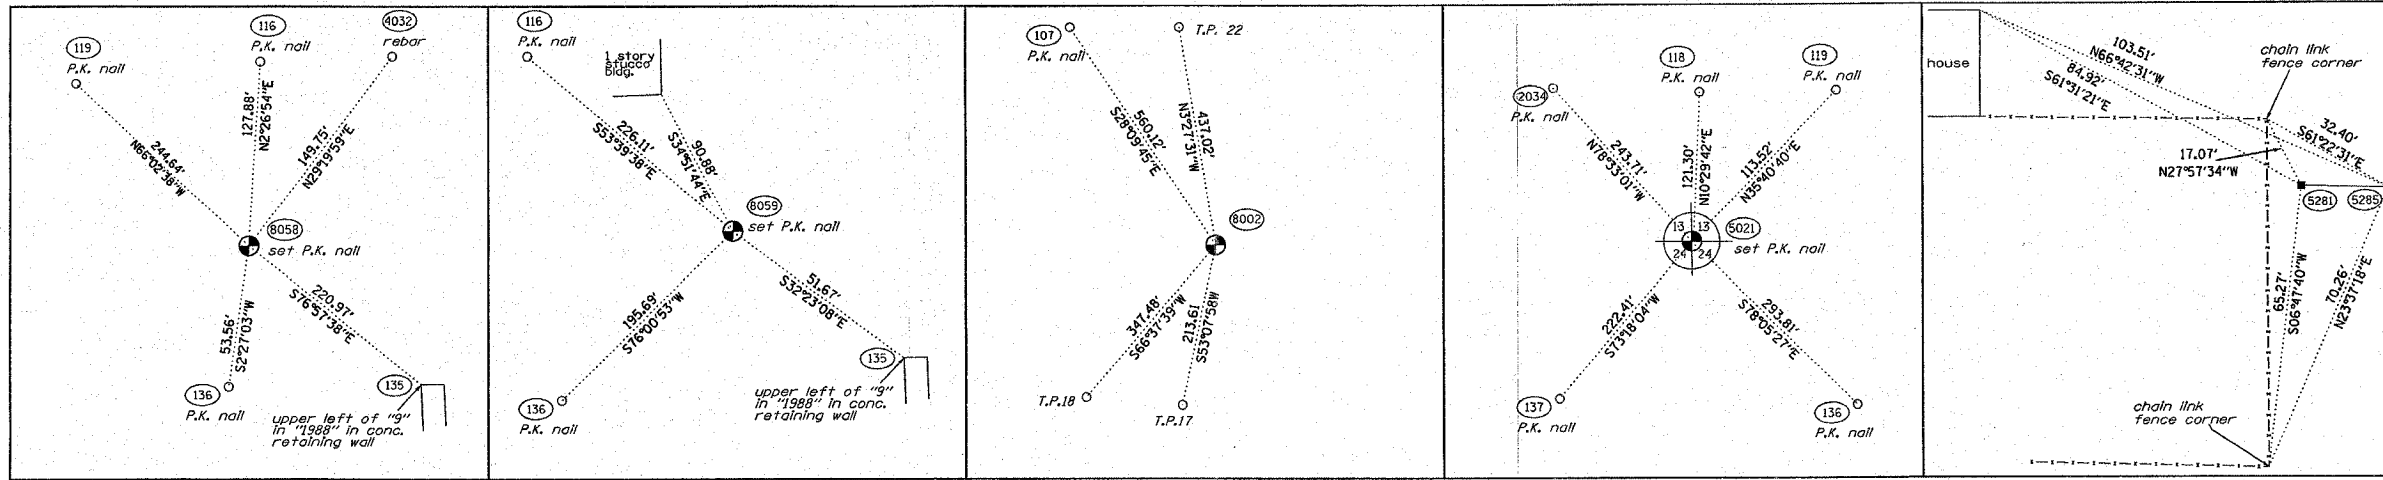 119
P.K. nail
116
P.K. nail
4032
rebar
244.64'
N66°02'38"W
127.88'
N2°26'54"E
149.75'
N29°19'59"E
8058
set P.K. nail
53.56'
S2°27'03"W
220.97'
S76°57'38"E
136
P.K. nail
135
upper left of "9"
in "1988" in conc.
retaining wall
116
P.K. nail
1 story
stucco
bldg.
226.11'
S53°39'38"E
90.88'
S34°51'44"E
8059
set P.K. nail
195.69'
S76°00'53"W
51.67'
S32°23'08"E
136
P.K. nail
135
upper left of "9"
in "1988" in conc.
retaining wall
107
P.K. nail
T.P. 22
560.12'
S28°09'45"E
437.02'
N3°27'31"W
8002
347.48'
S66°37'39"W
213.61
S53°07'58W
T.P.18
T.P.17
2034
P.K. nail
118
P.K. nail
119
P.K. nail
243.71'
N78°33'01"W
121.30'
N10°29'42"E
113.52'
N35°40'40"E
13 13
24 24
5021
set P.K. nail
222.41'
S73°18'04"W
293.81'
S78°05'27"E
137
P.K. nail
136
P.K. nail
house
103.51'
N66°42'31"W
84.92'
S61°31'21"E
chain link
fence corner
32.40'
S61°22'31"E
17.07'
N27°57'34"W
5281
5285
65.27'
S06°47'40"W
70.26'
N23°37'18"E
chain link
fence corner